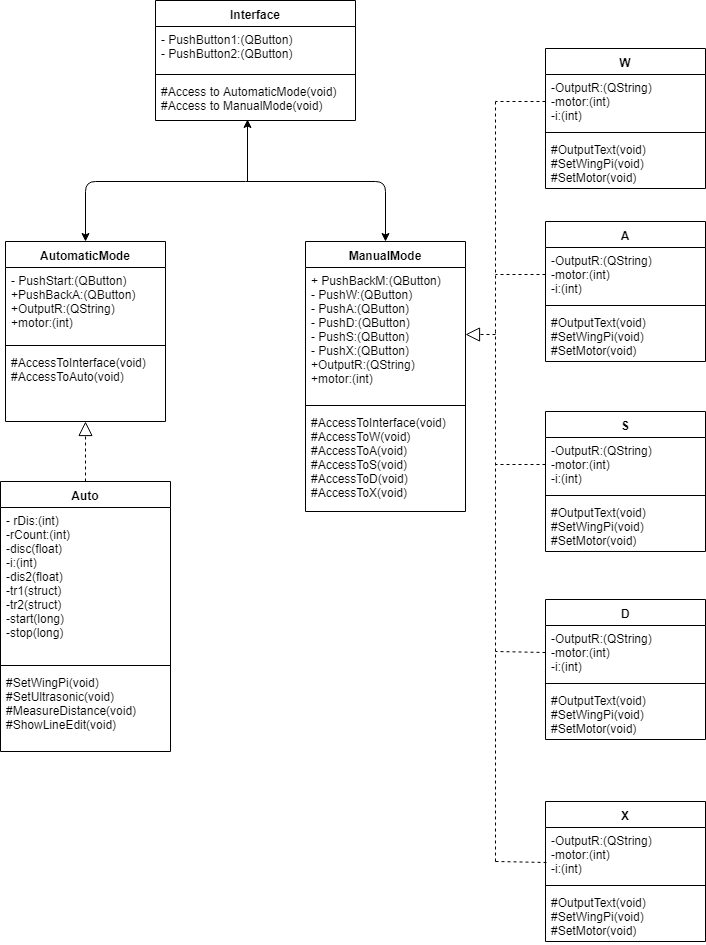 Interface
- PushButton1:(QButton)
- PushButton2:(QButton)
#Access to AutomaticMode(void)
#Access to ManualMode(void)
AutomaticMode
- PushStart:(QButton)
+PushBackA:(QButton)
+OutputR:(QString)
+motor:(int)
#AccessToInterface(void)
#AccessToAuto(void)
Auto
- rDis:(int)
-rCount:(int)
-disc(float)
-i:(int)
-dis2(float)
-tr1(struct)
-tr2(struct)
-start(long)
-stop(long)
#SetWingPi(void)
#SetUltrasonic(void)
#MeasureDistance(void)
#ShowLineEdit(void)
ManualMode
+ PushBackM:(QButton)
- PushW:(QButton)
- PushA:(QButton)
- PushD:(QButton)
- PushS:(QButton)
- PushX:(QButton)
+OutputR:(QString)
+motor:(int)
#AccessToInterface(void)
#AccessToW(void)
#AccessToA(void)
#AccessToS(void)
#AccessToD(void)
#AccessToX(void)
W
-OutputR:(QString)
-motor:(int)
-i:(int)
#OutputText(void)
#SetWingPi(void)
#SetMotor(void)
A
-OutputR:(QString)
-motor:(int)
-i:(int)
#OutputText(void)
#SetWingPi(void)
#SetMotor(void)
S
-OutputR:(QString)
-motor:(int)
-i:(int)
#OutputText(void)
#SetWingPi(void)
#SetMotor(void)
D
-OutputR:(QString)
-motor:(int)
-i:(int)
#OutputText(void)
#SetWingPi(void)
#SetMotor(void)
X
-OutputR:(QString)
-motor:(int)
-i:(int)
#OutputText(void)
#SetWingPi(void)
#SetMotor(void)